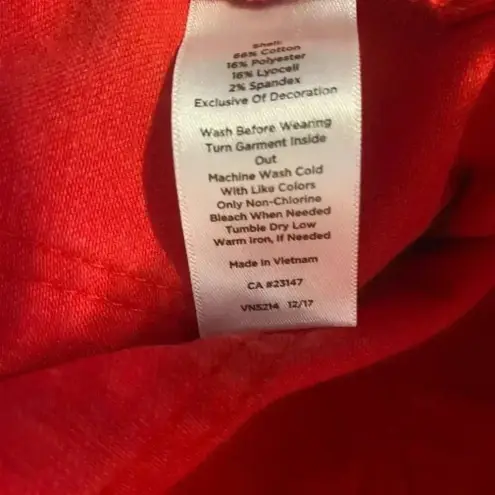 Shell:
66% Cotton
16% Polyester
16% Lyocell
2% Spandex
Exclusive Of Decoration
Wash Before Wearing
Turn Garment Inside
Out
Machine Wash Cold
With Like Colors
Only Non-Chlorine
Bleach When Needed
Tumble Dry Low
Warm Iron, If Needed
Made In Vietnam
CA #23147
VN5214 12/17